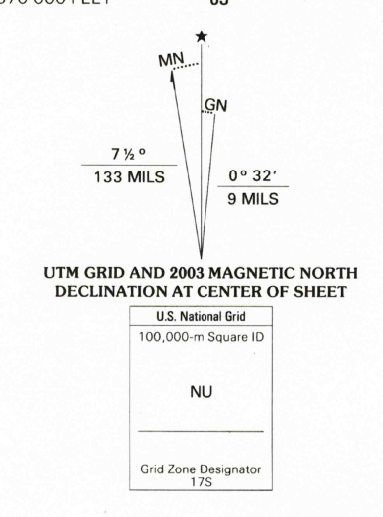 MN
GN
7 ½ °
133 MILS
0° 32′
9 MILS
UTM GRID AND 2003 MAGNETIC NORTH
DECLINATION AT CENTER OF SHEET
U.S. National Grid
100,000-m Square ID
NU
Grid Zone Designator
17S